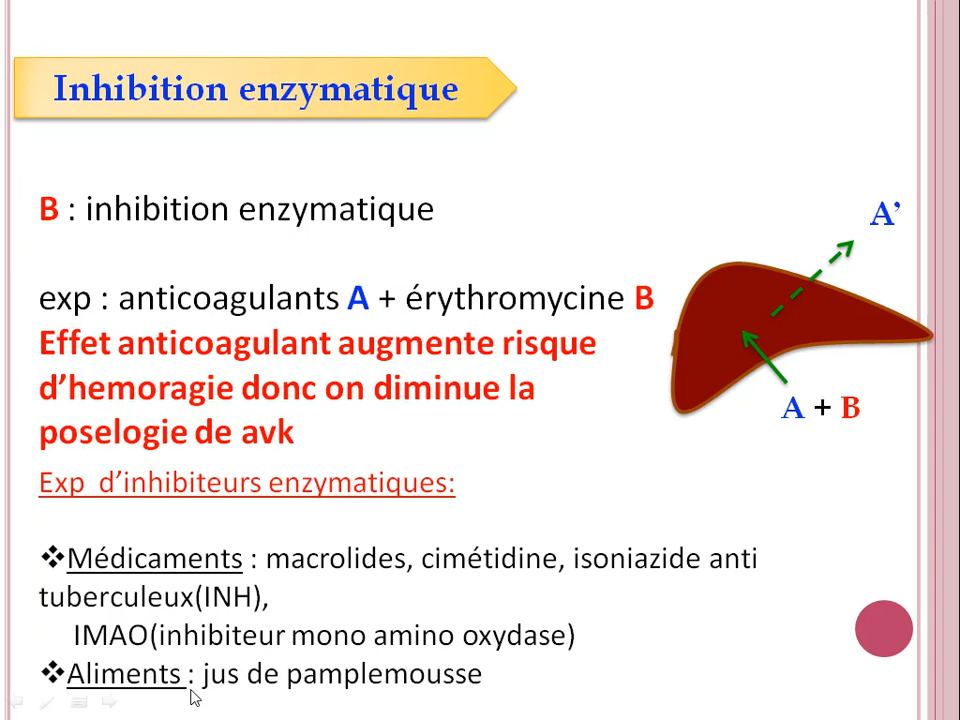 Inhibition enzymatique
B : inhibition enzymatique
A’
exp : anticoagulants A + érythromycine B
Effet anticoagulant augmente risque
d’hemoragie donc on diminue la
poselogie de avk
A + B
Exp d’inhibiteurs enzymatiques:
❖Médicaments : macrolides, cimétidine, isoniazide anti
tuberculeux(INH),
IMAO(inhibiteur mono amino oxydase)
❖Aliments : jus de pamplemousse